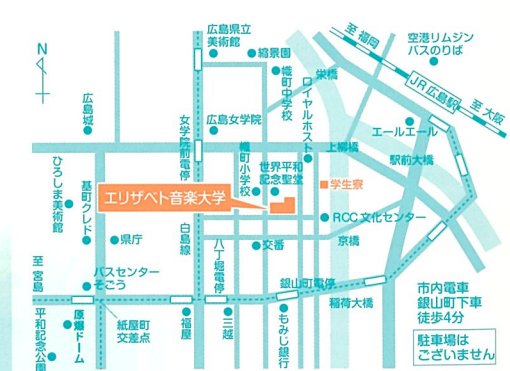 広島県立
美術館
縮景園
至福岡
空港リムジン
バスのりば
N
幟町中学校
栄橋
ロイヤルホスト
JR広島駅
至大阪
広島城
女学院前電停
広島女学院
エールエール
上柳橋
駅前大橋
幟町小学校
世界平和
記念聖堂
ひろしま美術館
基町クレド
エリザベト音楽大学
学生寮
RCC文化センター
県庁
白島線
八丁堀電停
交番
京橋
至宮島
バスセンター
そごう
銀山町電停
稲荷大橋
市内電車
銀山町下車
徒歩4分
平和記念公園
原爆ドーム
紙屋町
交差点
福屋
三越
もみじ銀行
駐車場は
ございません